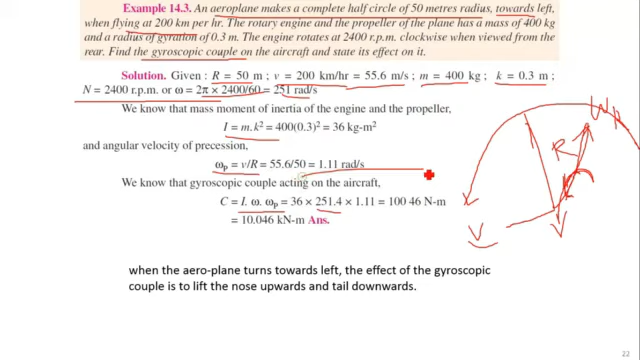 Example 14.3. An aeroplane makes a complete half circle of 50 metres radius, towards left,
when flying at 200 km per hr. The rotary engine and the propeller of the plane has a mass of 400 kg
and a radius of gyration of 0.3 m. The engine rotates at 2400 r.p.m. clockwise when viewed from the
rear. Find the gyroscopic couple on the aircraft and state its effect on it.
Solution. Given : R = 50 m ; v = 200 km/hr = 55.6 m/s ; m = 400 kg ; k = 0.3 m ;
N = 2400 r.p.m. or ω = 2π × 2400/60 = 251 rad/s
We know that mass moment of inertia of the engine and the propeller,
I = m.k² = 400(0.3)² = 36 kg-m²
and angular velocity of precession,
ωp = v/R = 55.6/50 = 1.11 rad/s
We know that gyroscopic couple acting on the aircraft,
C = I. ω. ωp = 36 × 251.4 × 1.11 = 100 46 N-m
= 10.046 kN-m Ans.
Wp
R
V
V
when the aero-plane turns towards left, the effect of the gyroscopic
couple is to lift the nose upwards and tail downwards.
22